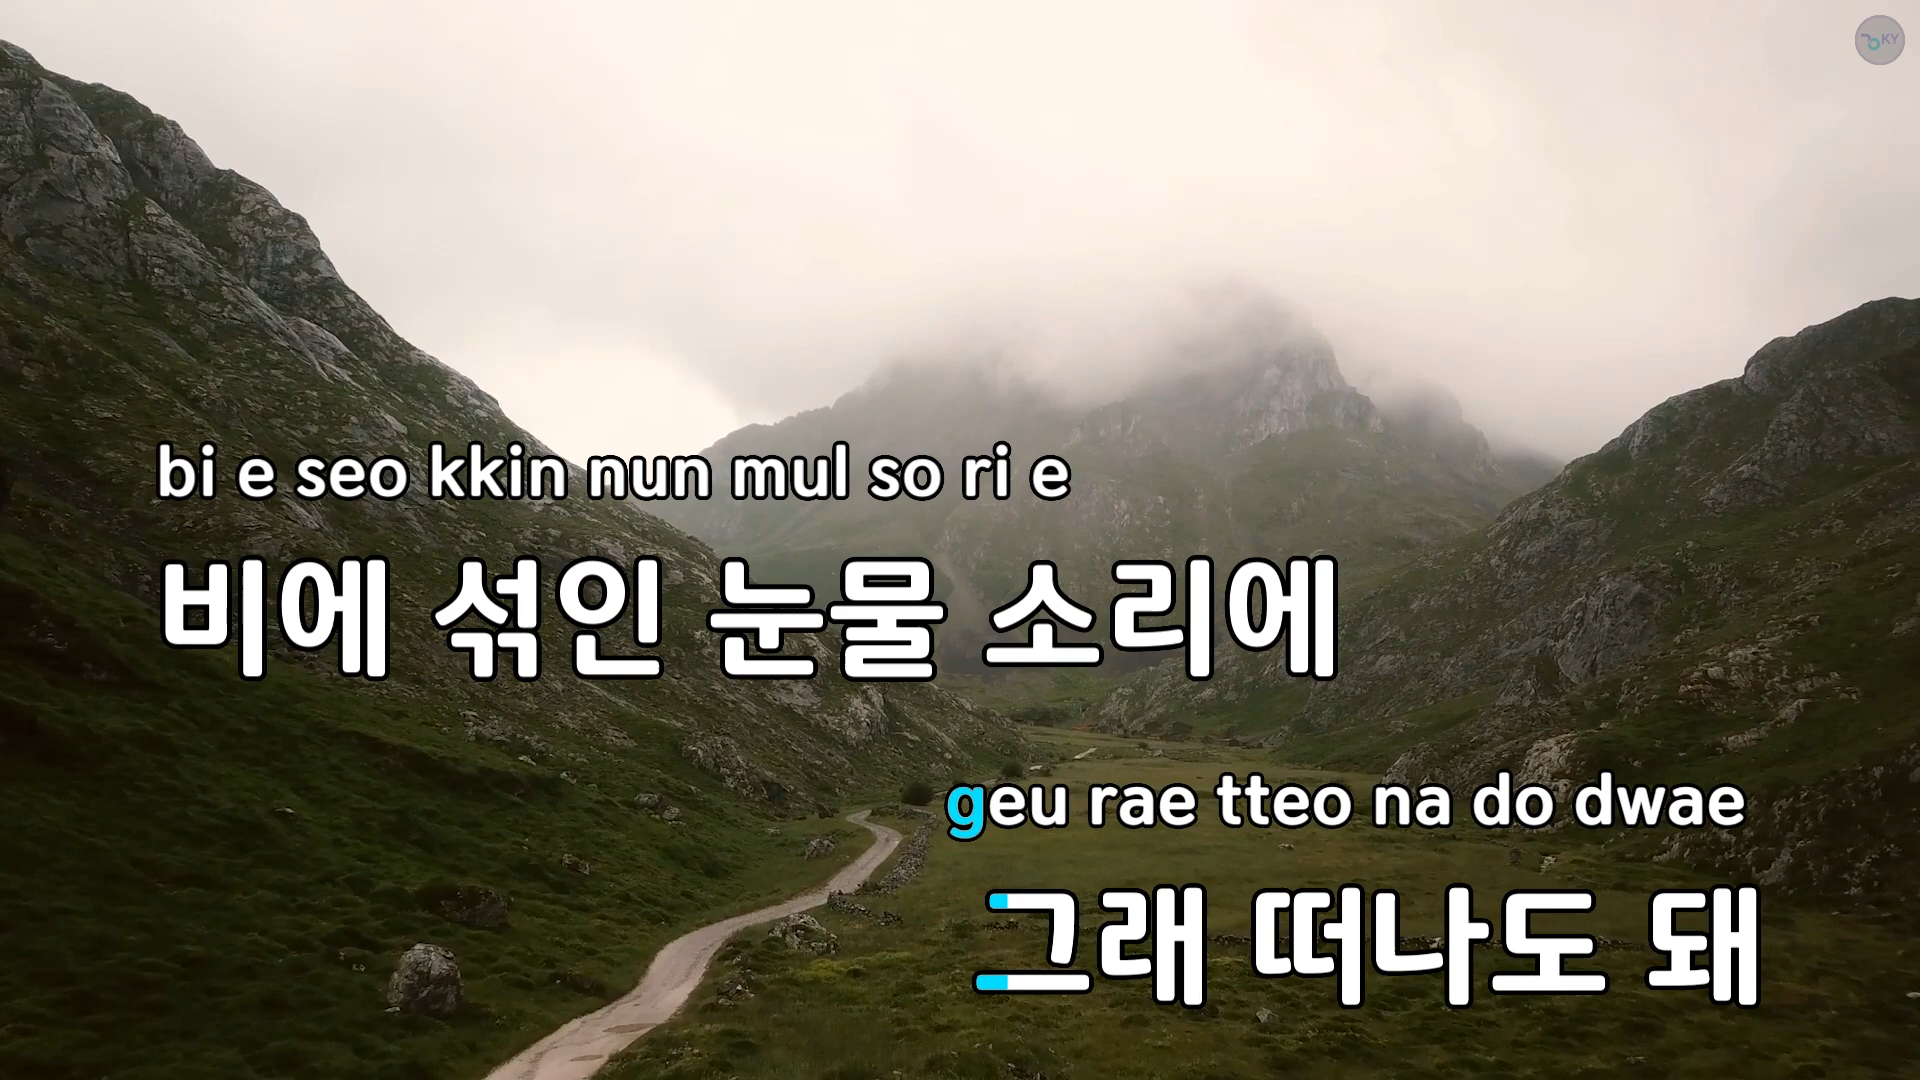 KY
bi e seo kkin nun mul so ri e
비에 섞인 눈물 소리에
geu rae tteo na do dwae
그래 떠나도 돼